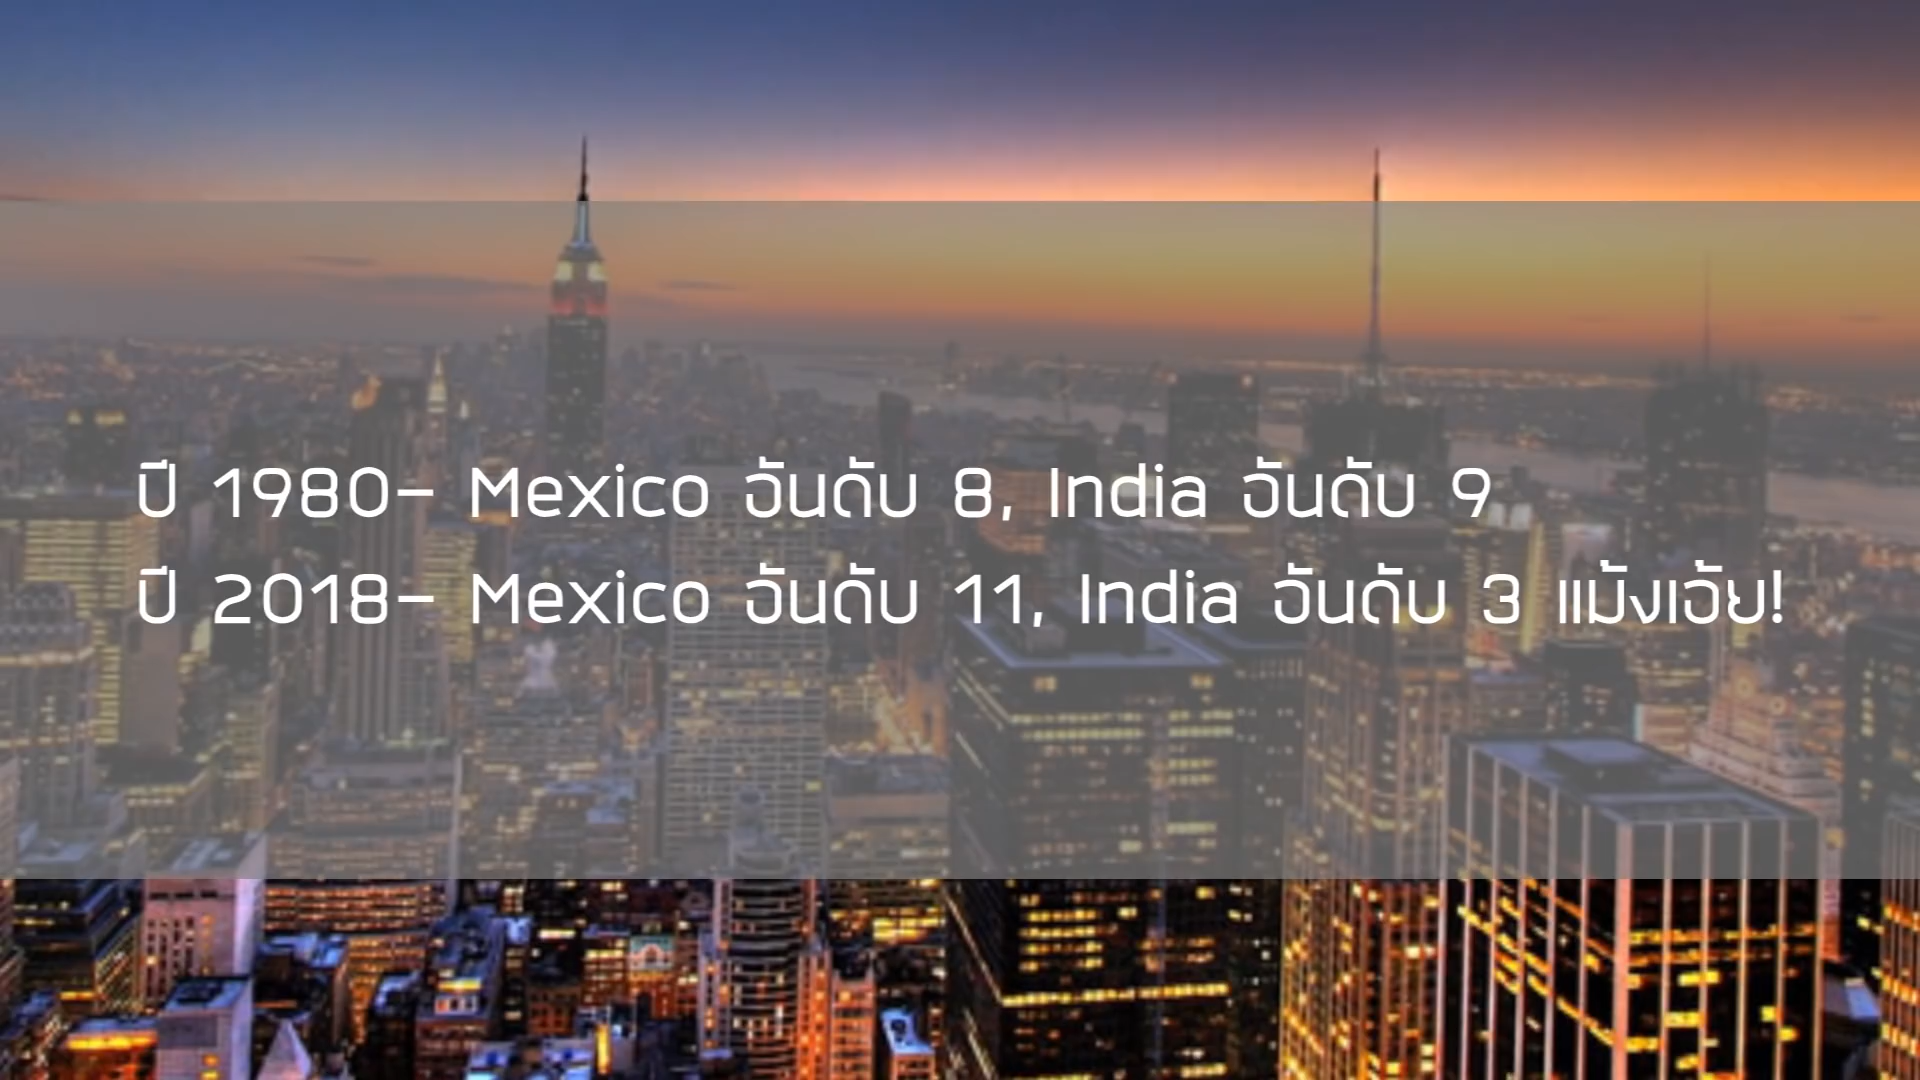 ปี 1980- Mexico อันดับ 8, India อันดับ 9
ปี 2018- Mexico อันดับ 11, India อันดับ 3 แม้งเอ้ย!